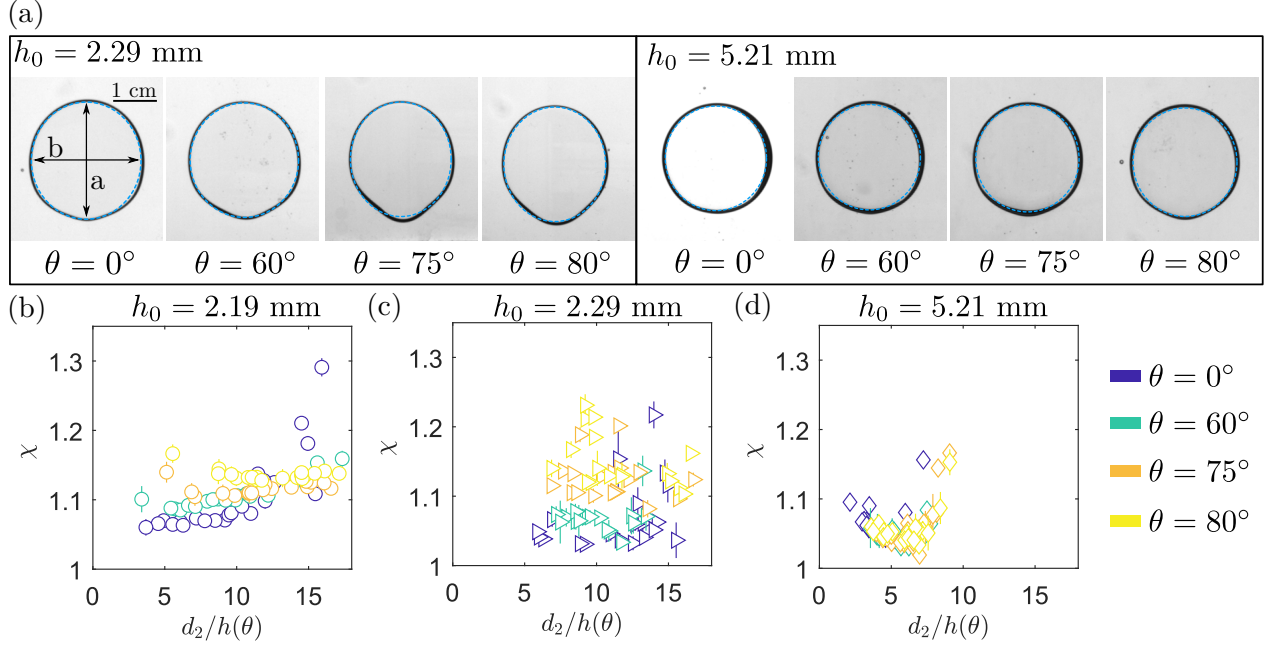 (a)
h₀ = 2.29 mm
1 cm
b
a
θ = 0°
θ = 60°
θ = 75°
θ = 80°
h₀ = 5.21 mm
θ = 0°
θ = 60°
θ = 75°
θ = 80°
(b)
h₀ = 2.19 mm
χ
1.3
1.2
1.1
1
0
5
10
15
d₂/h(θ)
(c)
h₀ = 2.29 mm
χ
1.3
1.2
1.1
1
0
5
10
15
d₂/h(θ)
(d)
h₀ = 5.21 mm
χ
1.3
1.2
1.1
1
0
5
10
15
d₂/h(θ)
θ = 0°
θ = 60°
θ = 75°
θ = 80°